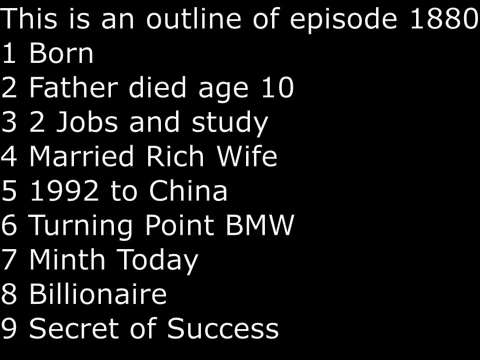 This is an outline of episode 1880
1 Born
2 Father died age 10
3 2 Jobs and study
4 Married Rich Wife
5 1992 to China
6 Turning Point BMW
7 Minth Today
8 Billionaire
9 Secret of Success